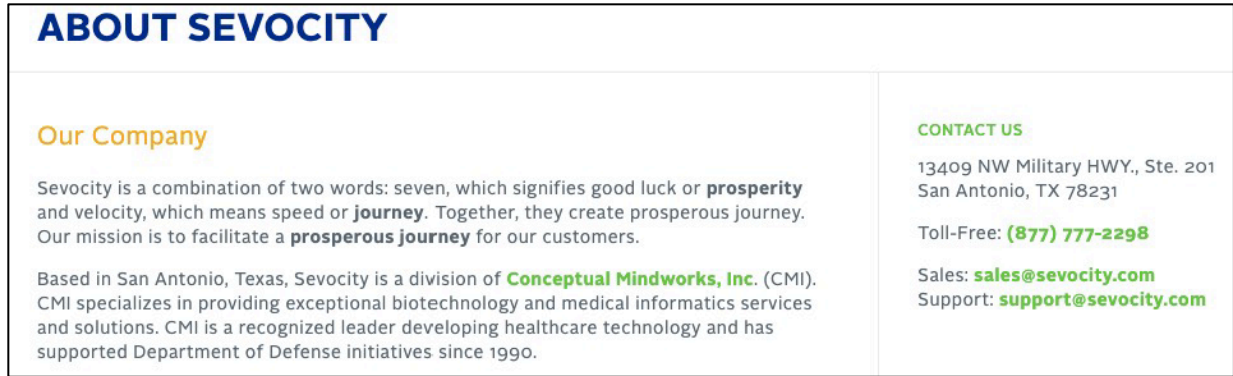 ABOUT SEVOCITY
Our Company
Sevocity is a combination of two words: seven, which signifies good luck or prosperity
and velocity, which means speed or journey. Together, they create prosperous journey.
Our mission is to facilitate a prosperous journey for our customers.
Based in San Antonio, Texas, Sevocity is a division of Conceptual Mindworks, Inc. (CMI).
CMI specializes in providing exceptional biotechnology and medical informatics services
and solutions. CMI is a recognized leader developing healthcare technology and has
supported Department of Defense initiatives since 1990.
CONTACT US
13409 NW Military HWY., Ste. 201
San Antonio, TX 78231
Toll-Free: (877) 777-2298
Sales: sales@sevocity.com
Support: support@sevocity.com